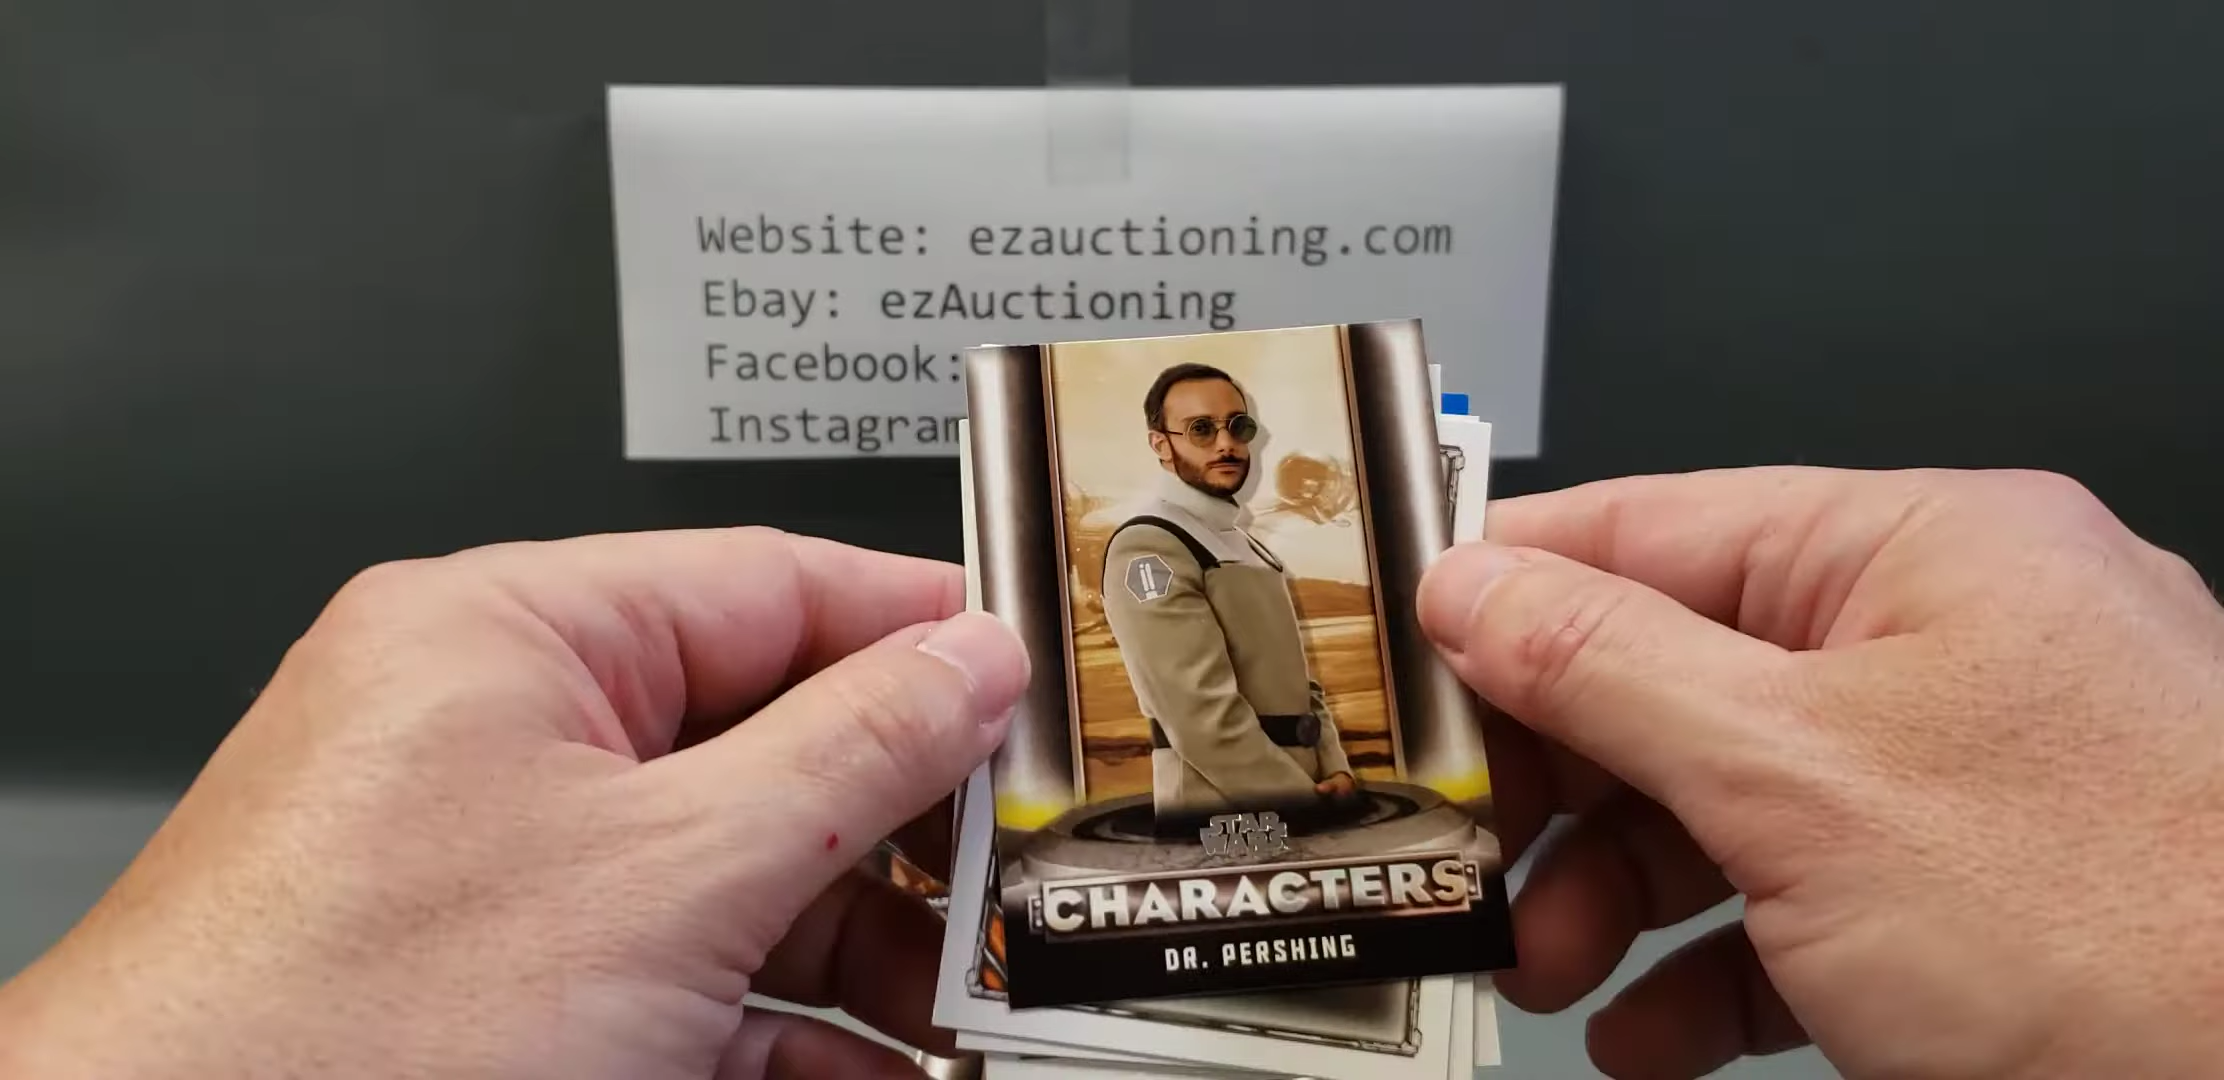 Website: ezauctioning.com
Ebay: ezAuctioning
Facebook:
Instagram
STAR
WARS
CHARACTERS
DR. PERSHING